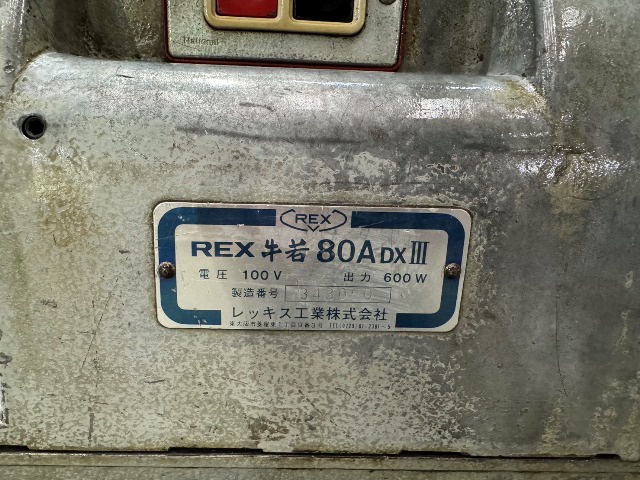 National
REX
REX 牛若 80A DX III
電圧 100V 出力 600W
製造番号
レッキス工業株式会社